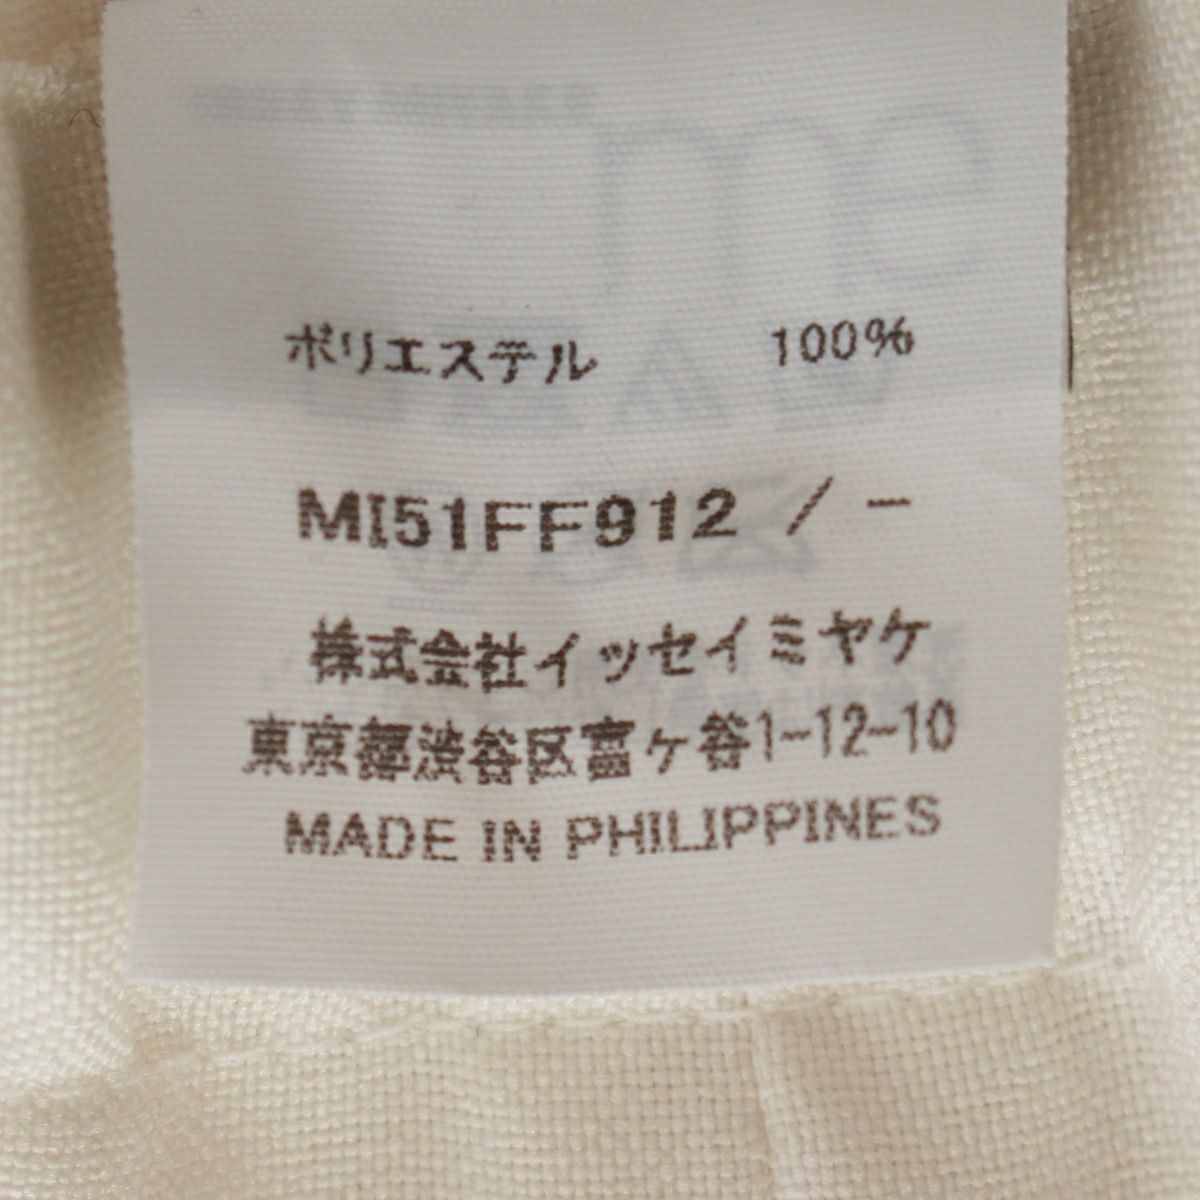 ポリエステル 100%
MI51FF912 / -
株式会社イッセイミヤケ
東京都渋谷区富ヶ谷1-12-10
MADE IN PHILIPPINES